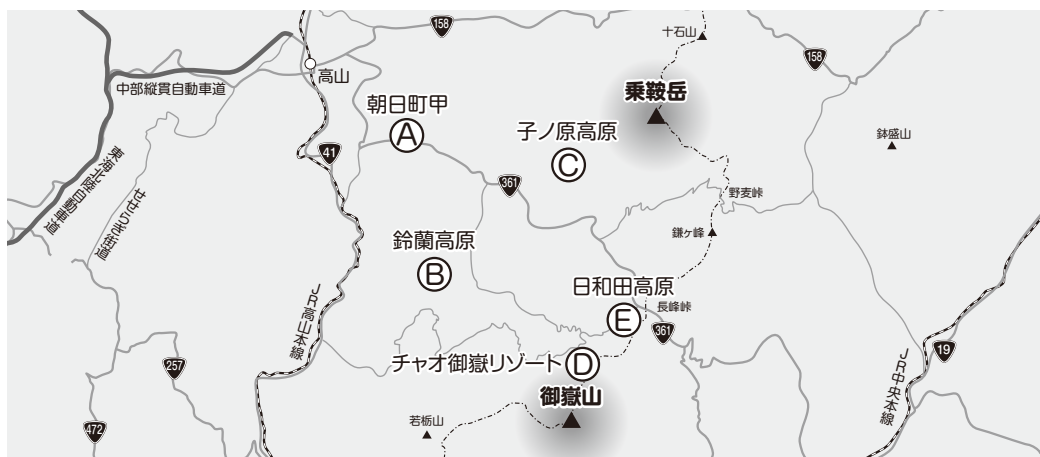 158
十石山
中部縦貫自動車道
高山
158
乗鞍岳
朝日町甲
A
子ノ原高原
C
鉢盛山
41
東海北陸自動車道
せせらぎ街道
361
野麦峠
鎌ヶ峰
鈴蘭高原
B
日和田高原
E
長峰峠
JR高山本線
361
19
257
チャオ御嶽リゾート
D
御嶽山
JR中央本線
若栃山
472